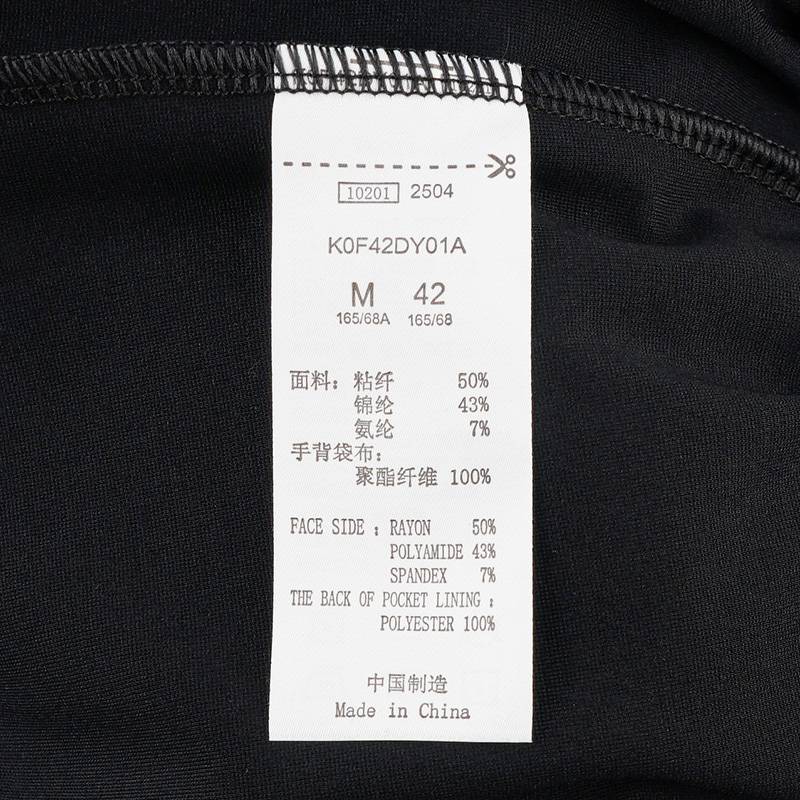 10201 2504
K0F42DY01A
M 42
165/68A 165/68
面料：粘纤 50%
锦纶 43%
氨纶 7%
手背袋布：
聚酯纤维 100%
FACE SIDE ; RAYON 50%
POLYAMIDE 43%
SPANDEX 7%
THE BACK OF POCKET LINING ;
POLYESTER 100%
中国制造
Made in China